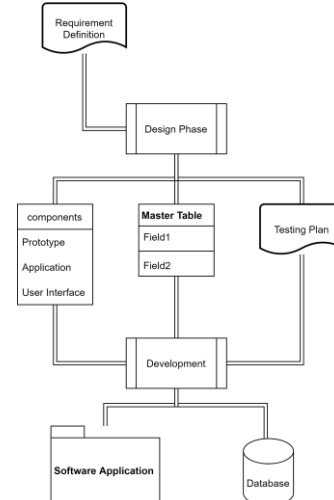 Requirement
Definition
Design Phase
components
Prototype
Application
User Interface
Master Table
Field1
Field2
Testing Plan
Development
Software Application
Database